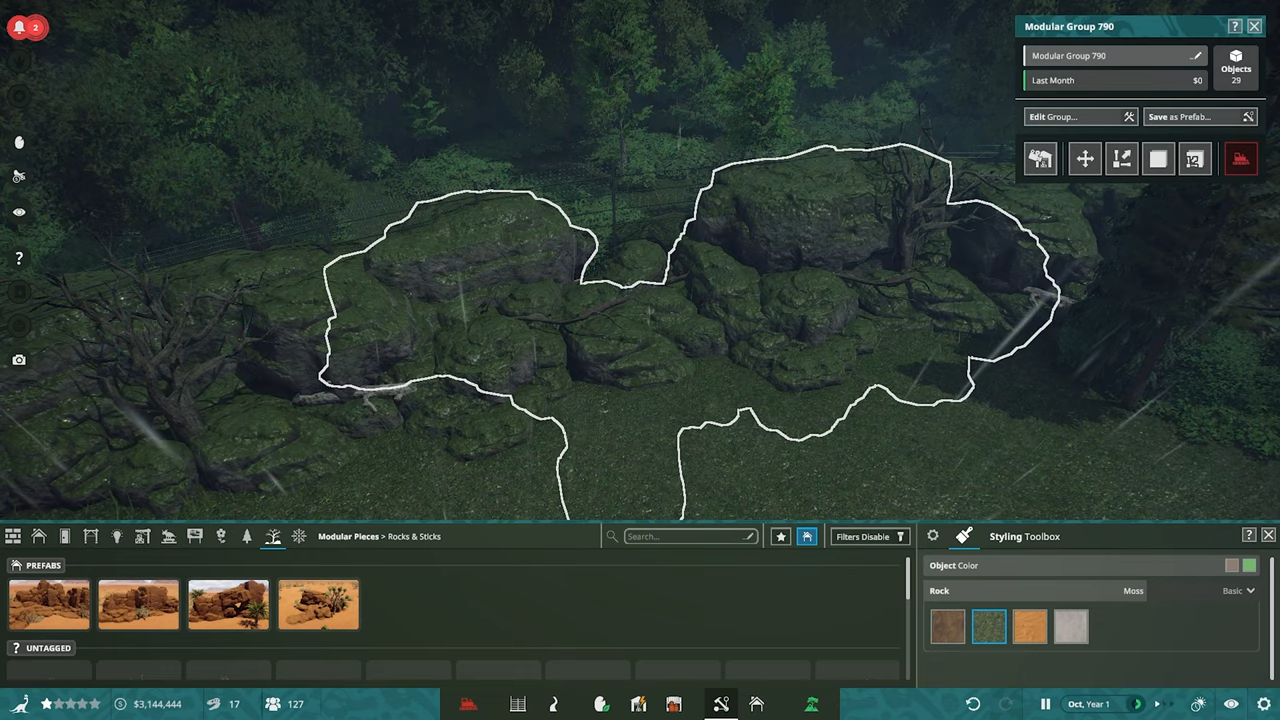 2
Modular Group 790
?
Modular Group 790
Objects
29
Last Month $0
Edit Group...
Save as Prefab...
?
Modular Pieces > Rocks & Sticks
Search...
Filters Disable
Styling Toolbox
?
PREFABS
Object Color
Rock Moss Basic
? UNTAGGED
$3,144,444
17
127
Oct, Year 1